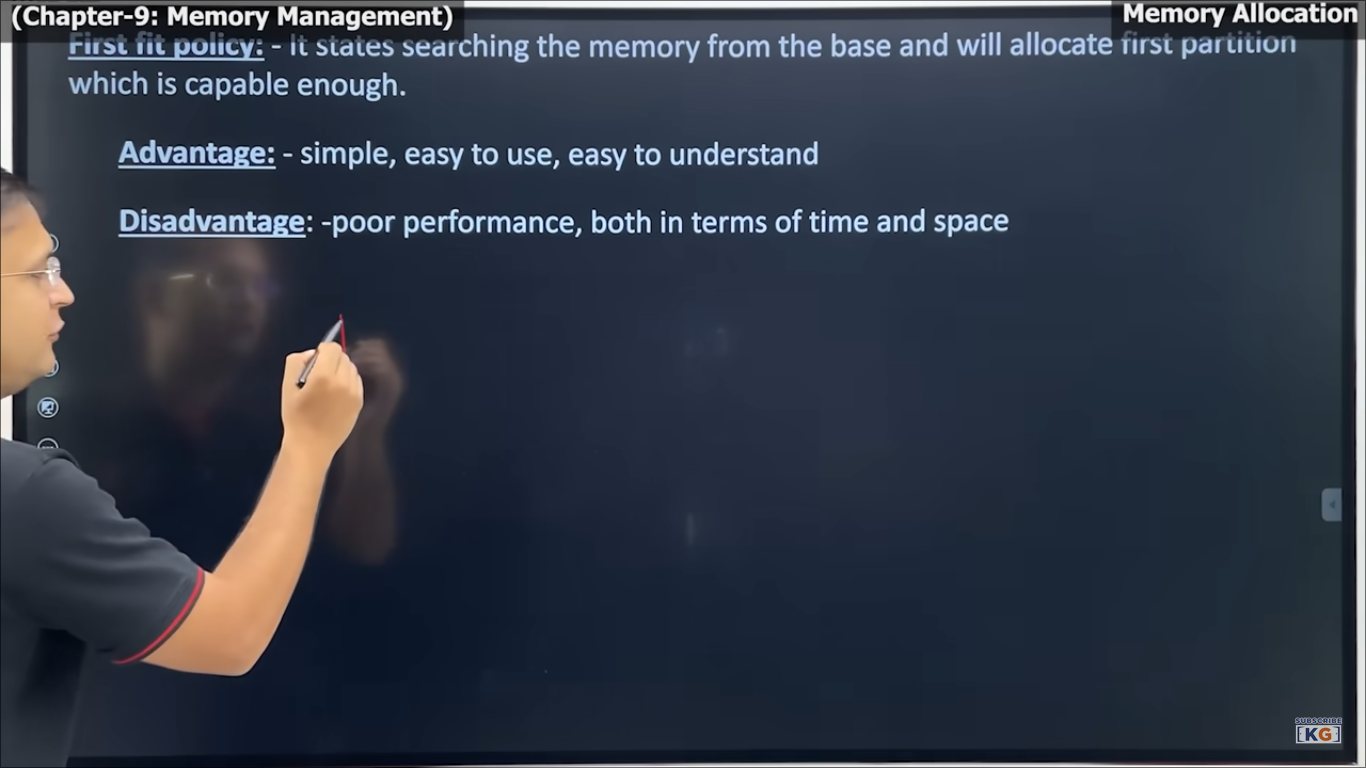 (Chapter-9: Memory Management)
Memory Allocation
First fit policy: - It states searching the memory from the base and will allocate first partition
which is capable enough.
Advantage: - simple, easy to use, easy to understand
Disadvantage: -poor performance, both in terms of time and space
SUBSCRIBE
[KG]